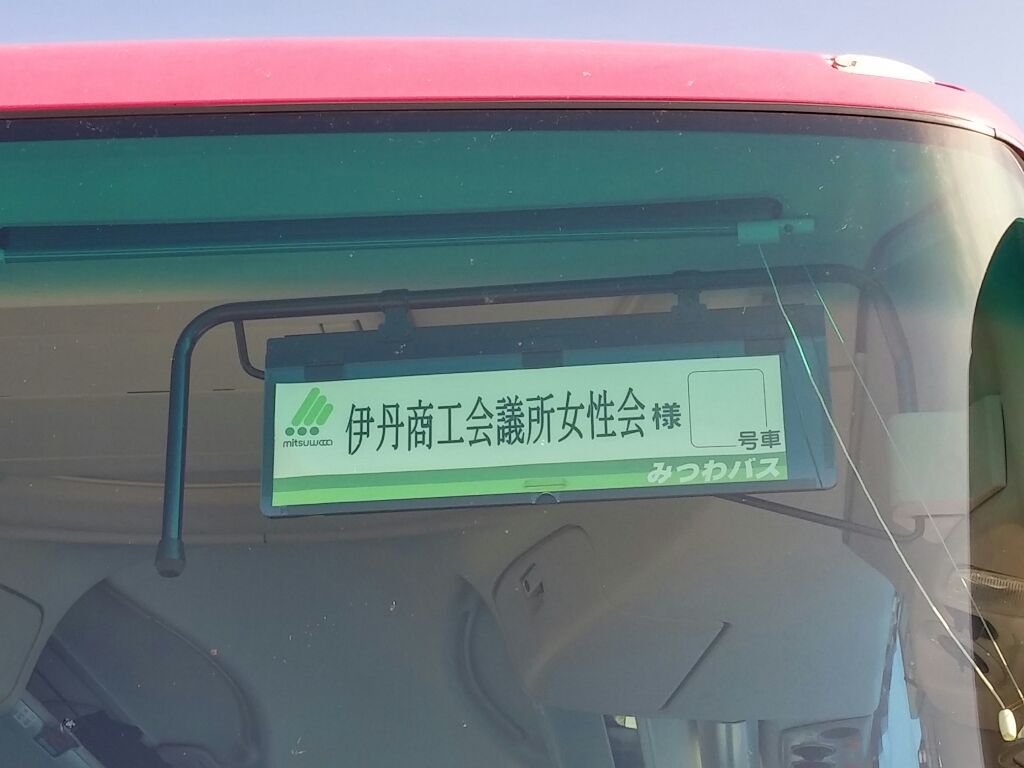 mitsuwa
伊丹商工会議所女性会 様
号車
みつわバス